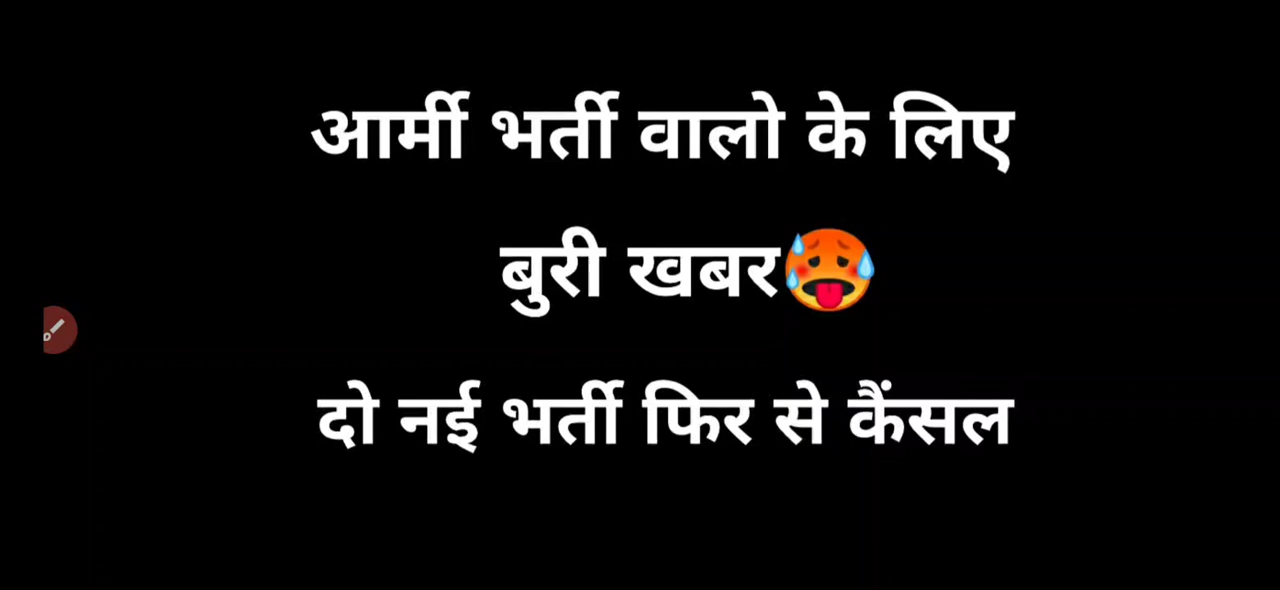 आर्मी भर्ती वालो के लिए
बुरी खबर🥵
दो नई भर्ती फिर से कैंसल